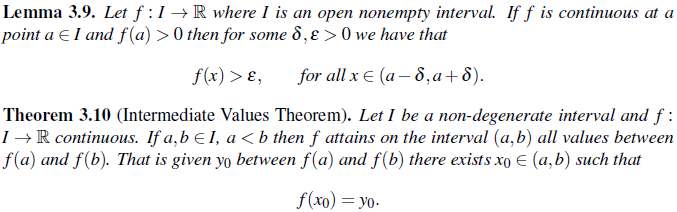 Lemma 3.9. Let f : I → ℝ where I is an open nonempty interval. If f is continuous at a
point a ∈ I and f(a) > 0 then for some δ, ε > 0 we have that
f(x) > ε, for all x ∈ (a − δ, a + δ).
Theorem 3.10 (Intermediate Values Theorem). Let I be a non-degenerate interval and f :
I → ℝ continuous. If a, b ∈ I, a < b then f attains on the interval (a, b) all values between
f(a) and f(b). That is given y₀ between f(a) and f(b) there exists x₀ ∈ (a, b) such that
f(x₀) = y₀.